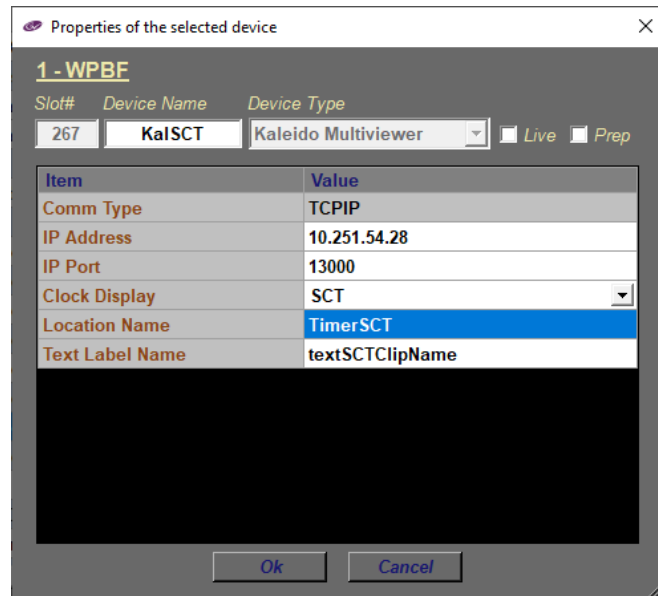 Properties of the selected device
1 - WPBF
Slot# Device Name Device Type
267 KalSCT Kaleido Multiviewer Live Prep
Item Value
Comm Type TCPIP
IP Address 10.251.54.28
IP Port 13000
Clock Display SCT
Location Name TimerSCT
Text Label Name textSCTClipName
Ok Cancel